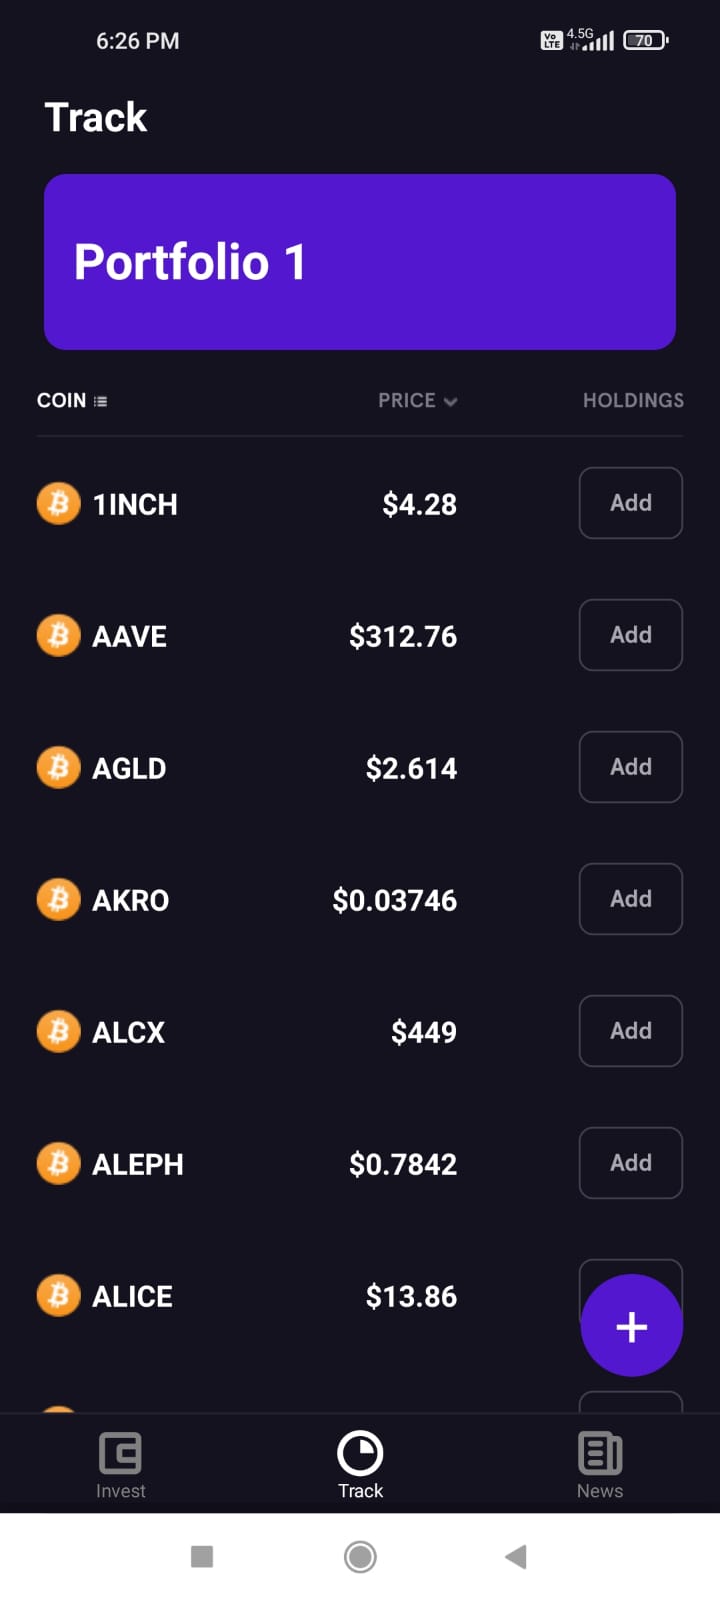 6:26 PM Vo LTE 4.5G 70
Track
Portfolio 1
COIN PRICE HOLDINGS
1INCH $4.28 Add
AAVE $312.76 Add
AGLD $2.614 Add
AKRO $0.03746 Add
ALCX $449 Add
ALEPH $0.7842 Add
ALICE $13.86
+
Invest Track News